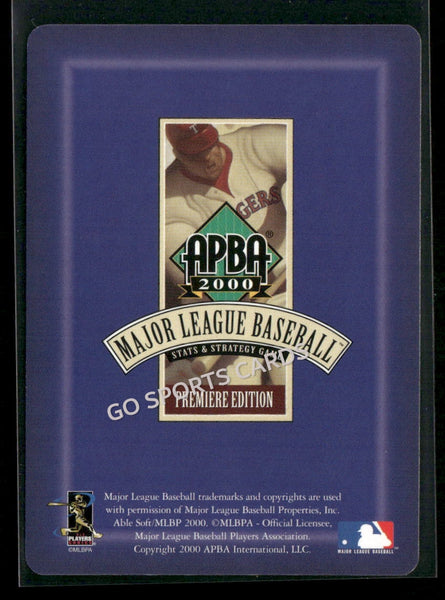 T
GERS
APBA®
2000
MAJOR LEAGUE BASEBALL™
STATS & STRATEGY GAME
GO SPORTS CARDS
PREMIERE EDITION
Major League Baseball trademarks and copyrights are used
with permission of Major League Baseball Properties, Inc.
Able Soft/MLBP 2000. ©MLBPA - Official Licensee,
Major League Baseball Players Association.
Copyright 2000 APBA International, LLC.
PLAYERS
CHOICE
©MLBPA
MAJOR LEAGUE BASEBALL